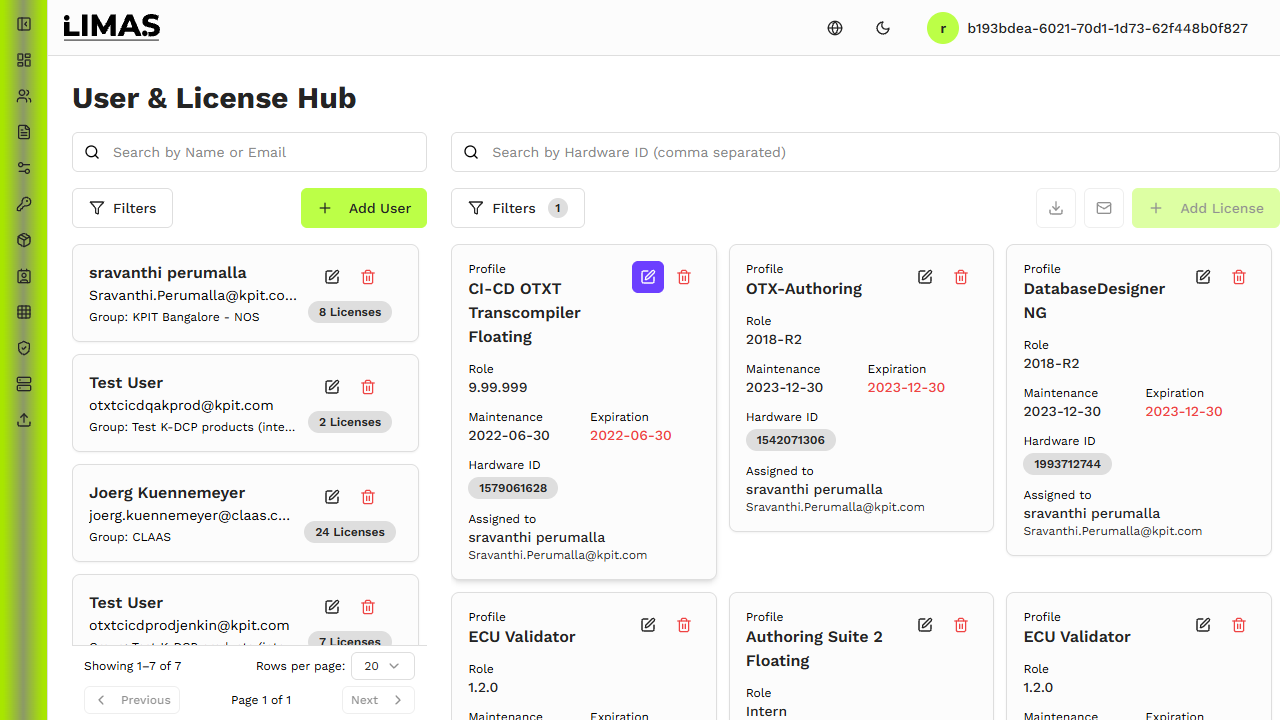 LIMAS
r
b193bdea-6021-70d1-1d73-62f448b0f827
User & License Hub
Search by Name or Email
Search by Hardware ID (comma separated)
Filters
Add User
Filters 1
Add License
sravanthi perumalla
Sravanthi.Perumalla@kpit.co...
Group: KPIT Bangalore - NOS
8 Licenses
Test User
otxtcicdqakprod@kpit.com
Group: Test K-DCP products (inte...
2 Licenses
Joerg Kuennemeyer
joerg.kuennemeyer@claas.c...
Group: CLAAS
24 Licenses
Test User
otxtcicdprodjenkin@kpit.com
Group: Test K-DCP products (inte...
7 Licenses
Showing 1–7 of 7
Rows per page:
20
Previous
Page 1 of 1
Next
Profile
CI-CD OTXT
Transcompiler
Floating
Role
9.99.999
Maintenance
2022-06-30
Expiration
2022-06-30
Hardware ID
1579061628
Assigned to
sravanthi perumalla
Sravanthi.Perumalla@kpit.com
Profile
OTX-Authoring
Role
2018-R2
Maintenance
2023-12-30
Expiration
2023-12-30
Hardware ID
1542071306
Assigned to
sravanthi perumalla
Sravanthi.Perumalla@kpit.com
Profile
DatabaseDesigner
NG
Role
2018-R2
Maintenance
2023-12-30
Expiration
2023-12-30
Hardware ID
1993712744
Assigned to
sravanthi perumalla
Sravanthi.Perumalla@kpit.com
Profile
ECU Validator
Role
1.2.0
Maintenance
Expiration
Profile
Authoring Suite 2
Floating
Role
Intern
Profile
ECU Validator
Role
1.2.0
Maintenance
Expiration